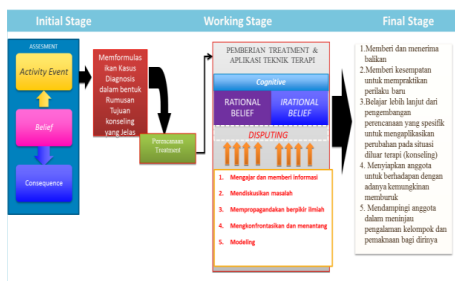 Initial Stage
Working Stage
Final Stage
ASSESMENT
Activity Event
Belief
Consequence
Memformulas
ikan Kasus
Diagnosis
dalam bentuk
Rumusan
Tujuan
konseling
yang Jelas
Perencanaan
Treatment
PEMBERIAN TREATMENT &
APLIKASI TEKNIK TERAPI
Cognitive
RATIONAL
BELIEF
IRATIONAL
BELIEF
DISPUTING
1. Mengajar dan memberi informasi
2. Mendiskusikan masalah
3. Mempropagandakan berpikir ilmiah
4. Mengkonfrontasikan dan menantang
5. Modeling
1.Memberi dan menerima
balikan
2.Memberi kesempatan
untuk mempraktikan
perilaku baru
3.Belajar lebih lanjut dari
pengembangan
perencanaan yang spesifik
untuk mengaplikasikan
perubahan pada situasi
diluar terapi (konseling)
4. Menyiapkan anggota
untuk berhadapan dengan
adanya kemungkinan
memburuk
5. Mendampingi anggota
dalam meninjau
pengalaman kelompok dan
pemaknaan bagi dirinya